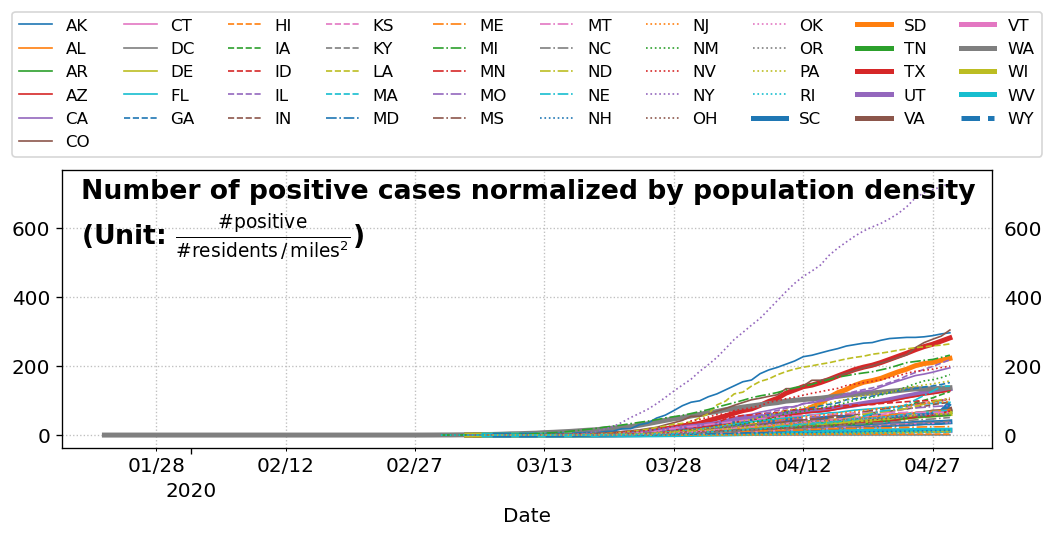 AK CT HI KS ME MT NJ OK SD VT
AL DC IA KY MI NC NM OR TN WA
AR DE ID LA MN ND NV PA TX WI
AZ FL IL MA MO NE NY RI UT WV
CA GA IN MD MS NH OH SC VA WY
CO
Number of positive cases normalized by population density
(Unit: #positive / #residents / miles²)
600 600
400 400
200 200
0 0
01/28 02/12 02/27 03/13 03/28 04/12 04/27
2020
Date